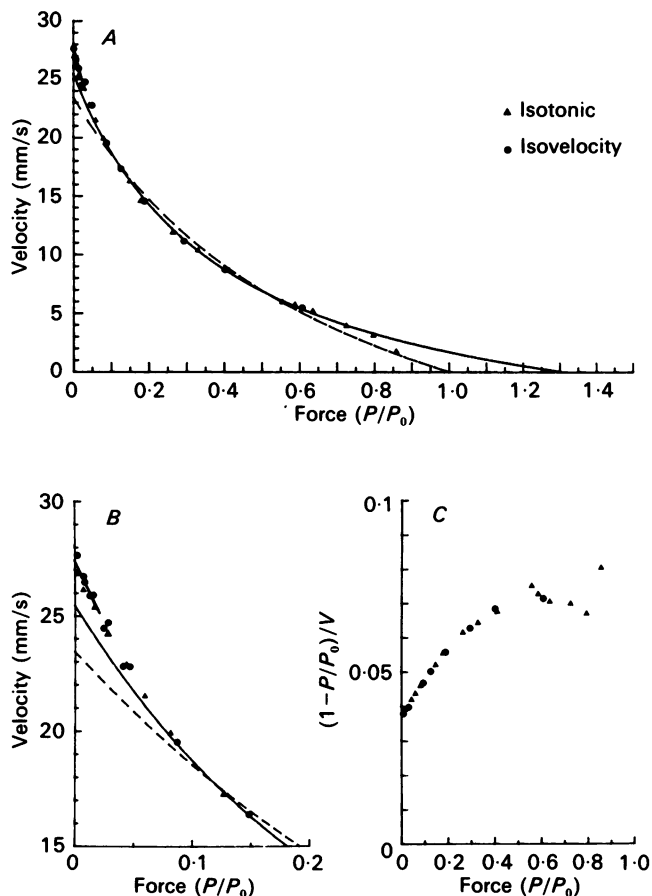 A
30
25
20
15
10
5
0
Velocity (mm/s)
▲ Isotonic
● Isovelocity
0 0·2 0·4 0·6 0·8 1·0 1·2 1·4
Force (P/P₀)
B
30
25
20
15
Velocity (mm/s)
0 0·1 0·2
Force (P/P₀)
C
0·1
0·05
0
(1−P/P₀)/V
0 0·2 0·4 0·6 0·8 1·0
Force (P/P₀)